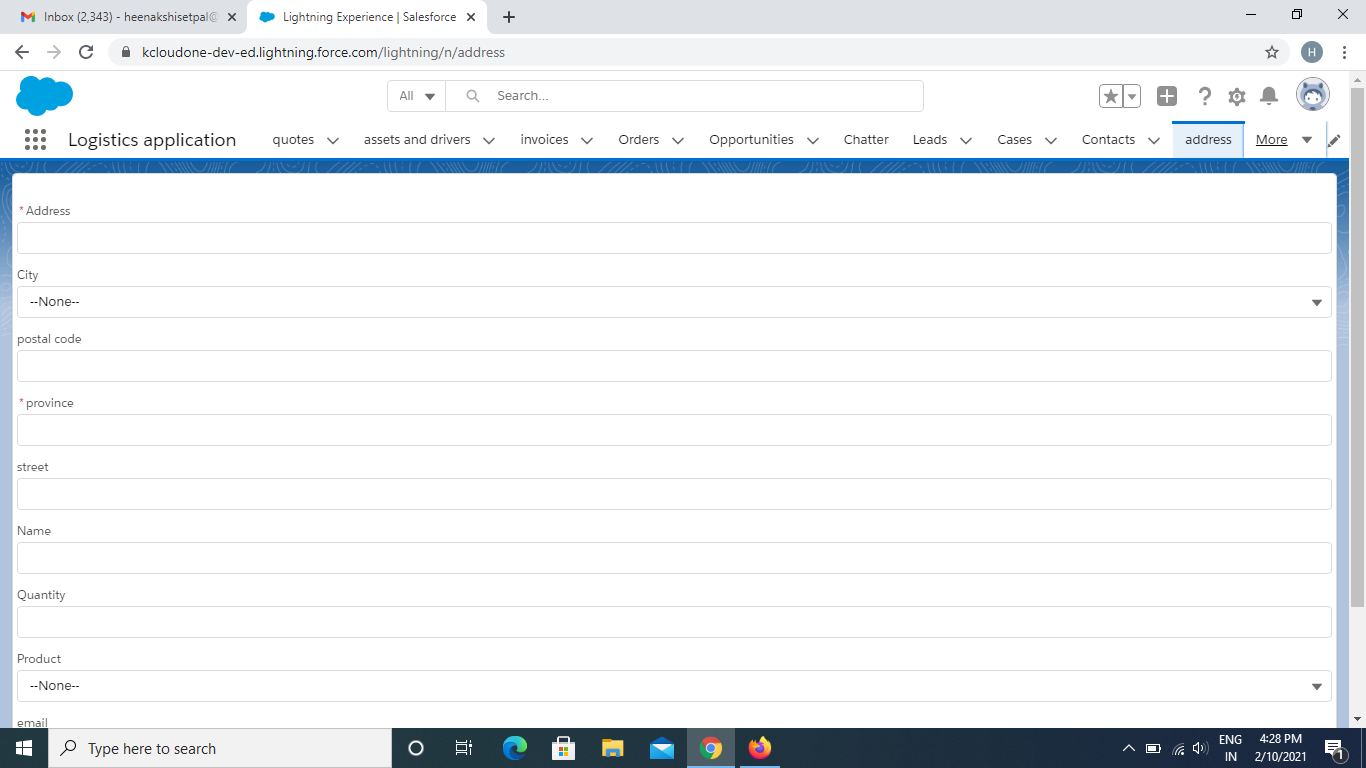 Inbox (2,343) - heenakshisetpal@
Lightning Experience | Salesforce
kcloudone-dev-ed.lightning.force.com/lightning/n/address
H
All
Search...
Logistics application
quotes
assets and drivers
invoices
Orders
Opportunities
Chatter
Leads
Cases
Contacts
address
More
*Address
City
--None--
postal code
*province
street
Name
Quantity
Product
--None--
email
Type here to search
ENG
IN
4:28 PM
2/10/2021
1